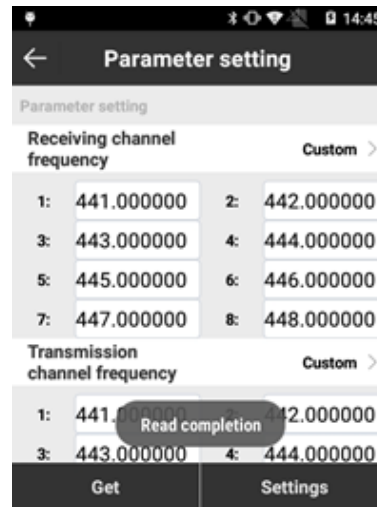 14:45
Parameter setting
Parameter setting
Receiving channel
frequency
Custom
1: 441.000000 2: 442.000000
3: 443.000000 4: 444.000000
5: 445.000000 6: 446.000000
7: 447.000000 8: 448.000000
Transmission
channel frequency
Custom
1: 441. 2: 442.000000
Read completion
3: 443.000000 4: 444.000000
Get Settings